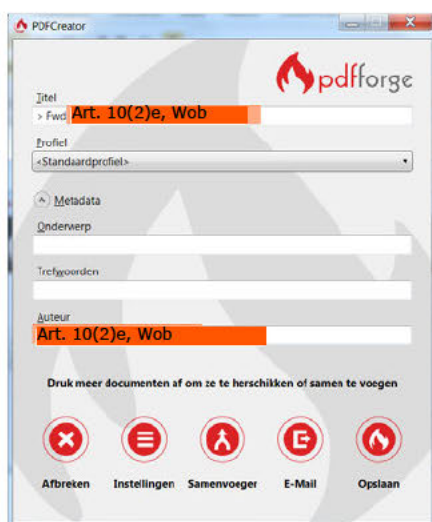 PDFCreator
pdfforge
Titel
> Fwd Art. 10(2)e, Wob
Profiel
<Standaardprofiel>
Metadata
Onderwerp
Trefwoorden
Auteur
Art. 10(2)e, Wob
Druk meer documenten af om ze te herschikken of samen te voegen
Afbreken Instellingen Samenvoeger E-Mail Opslaan